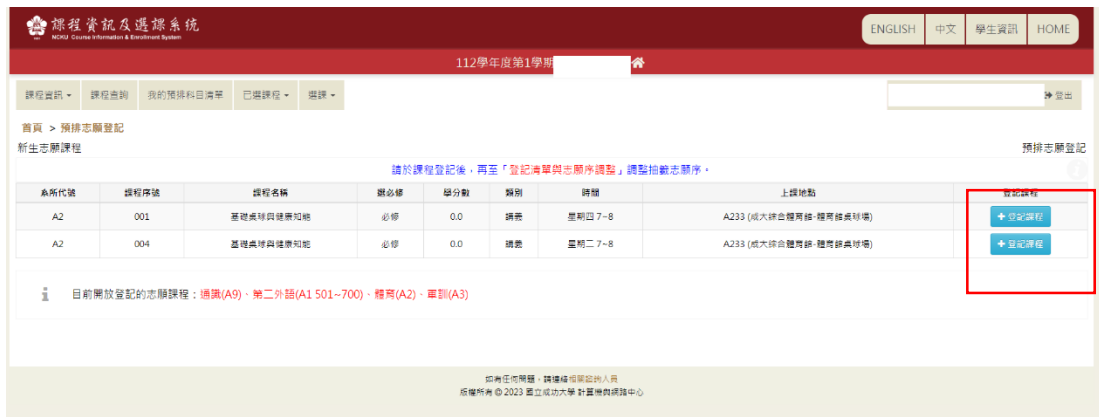 課程資訊及選課系統
NCKU Course Information & Enrollment System
ENGLISH 中文 學生資訊 HOME
112學年度第1學期
課程資訊 課程查詢 我的預排科目清單 已選課程 選課 登出
首頁 > 預排志願登記
新生志願課程 預排志願登記
請於課程登記後，再至「登記清單與志願序調整」調整抽籤志願序。
系所代號 課程序號 課程名稱 選必修 學分數 類別 時間 上課地點 登記課程
A2 001 基礎桌球與健康知能 必修 0.0 講義 星期四 7~8 A233 (成大綜合體育館-體育館桌球場) + 登記課程
A2 004 基礎桌球與健康知能 必修 0.0 講義 星期二 7~8 A233 (成大綜合體育館-體育館桌球場) + 登記課程
目前開放登記的志願課程：通識(A9)、第二外語(A1 501~700)、體育(A2)、軍訓(A3)
如有任何問題，請連絡相關諮詢人員
版權所有 © 2023 國立成功大學 計算機與網路中心